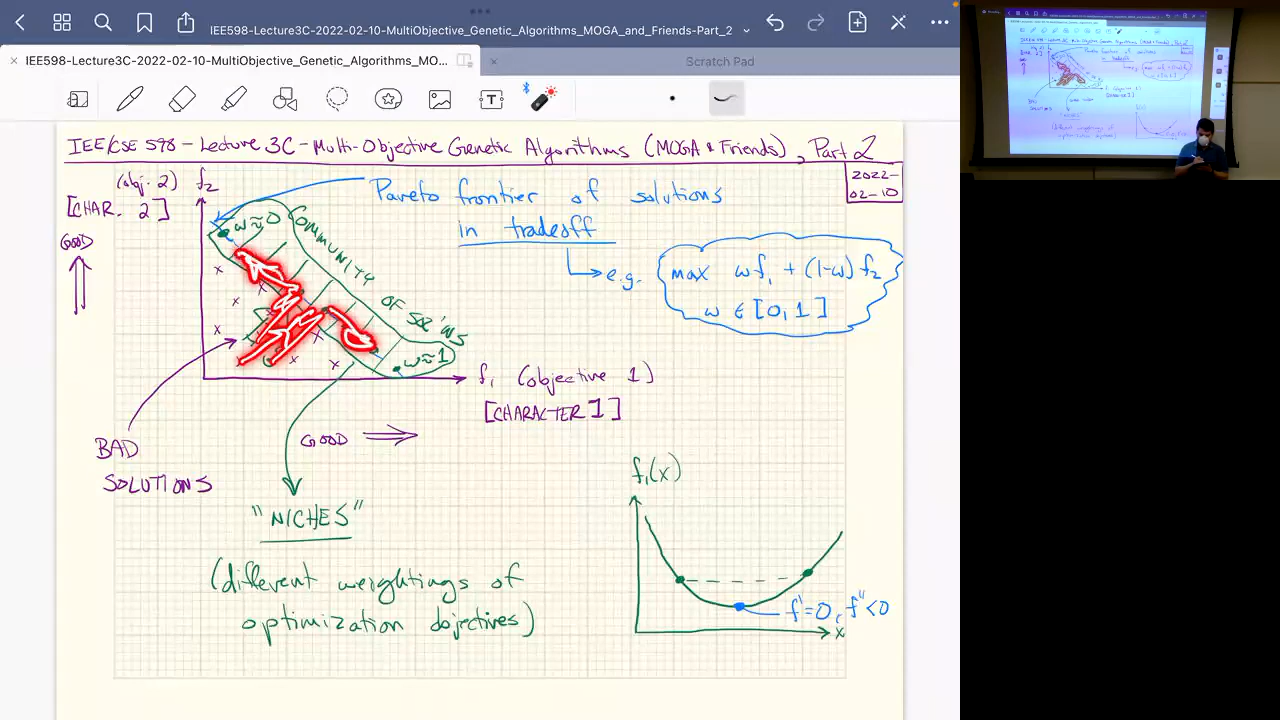 IEE598-Lecture3C-2022-02-10-MultiObjective_Genetic_Algorithms_MOGA_and_Friends-Part_2
IEE598-Lecture3C-2022-02-10-MultiObjective_Genetic_Algorithms_MO
Scratch Pad
IEE/CSE 598 - Lecture 3C - Multi-Objective Genetic Algorithms (MOGA & Friends), Part 2
2022-
02-10
(obj. 2) f₂
[CHAR. 2]
GOOD
Pareto frontier of solutions
in tradeoff
e.g.
max wf₁ + (1-w) f₂
w ∈ [0,1]
w≈0
COMMUNITY
OF SOL'NS
w≈1
f₁ (objective 1)
[CHARACTER 1]
GOOD
BAD
SOLUTIONS
"NICHES"
(different weightings of
optimization objectives)
f₁(x)
f'=0, f''<0
x